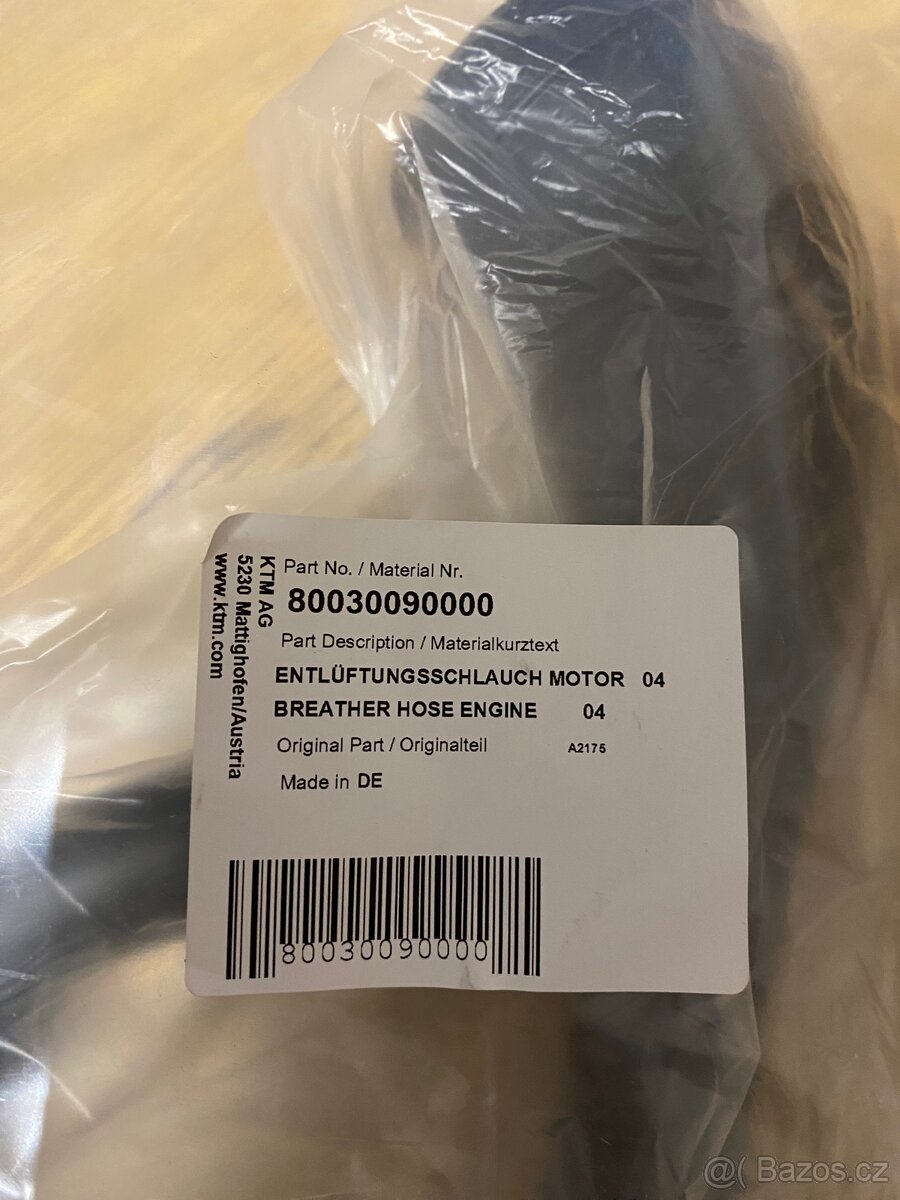 KTM AG
5230 Mattighofen/Austria
www.ktm.com
Part No. / Material Nr.
80030090000
Part Description / Materialkurztext
ENTLÜFTUNGSSCHLAUCH MOTOR 04
BREATHER HOSE ENGINE 04
Original Part / Originalteil A2175
Made in DE
80030090000
@( Bazos.cz